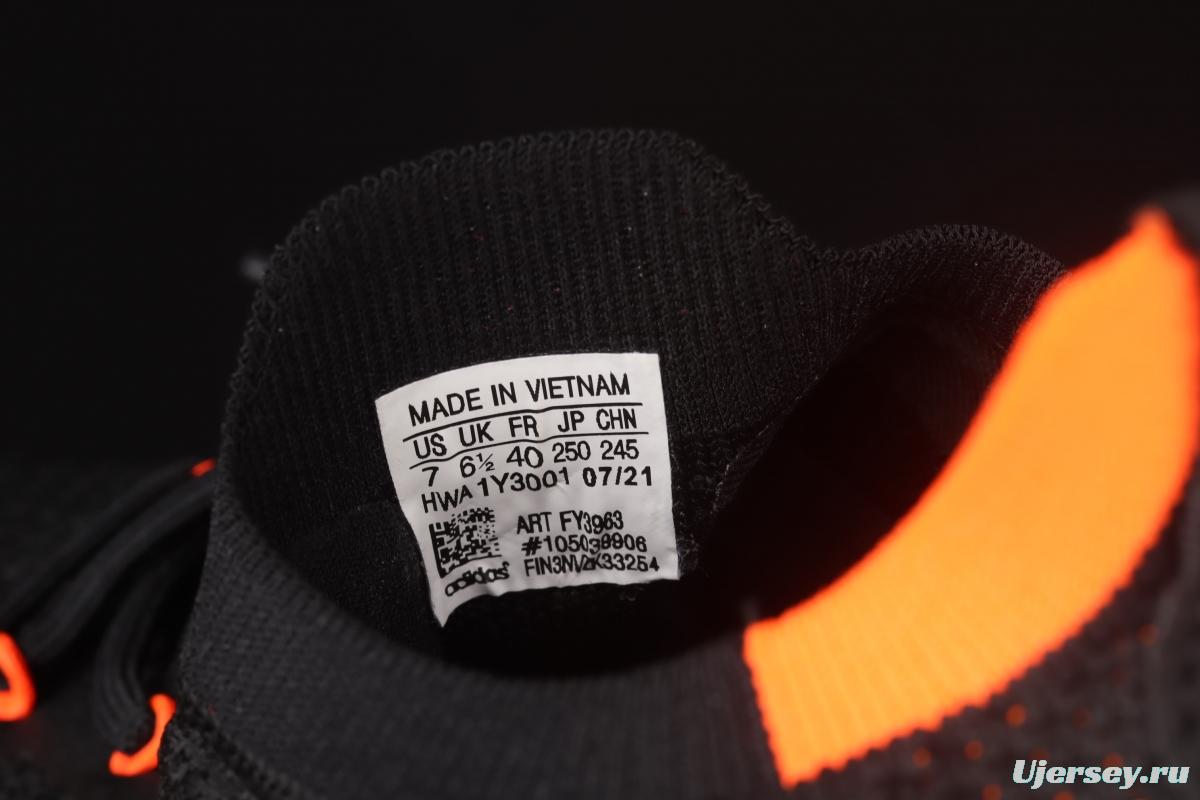 MADE IN VIETNAM
US UK FR JP CHN
7 6½ 40 250 245
HWA 1Y3001 07/21
ART FY3963
#105038906
adidas FIN3NV2K33254
Ujersey.ru